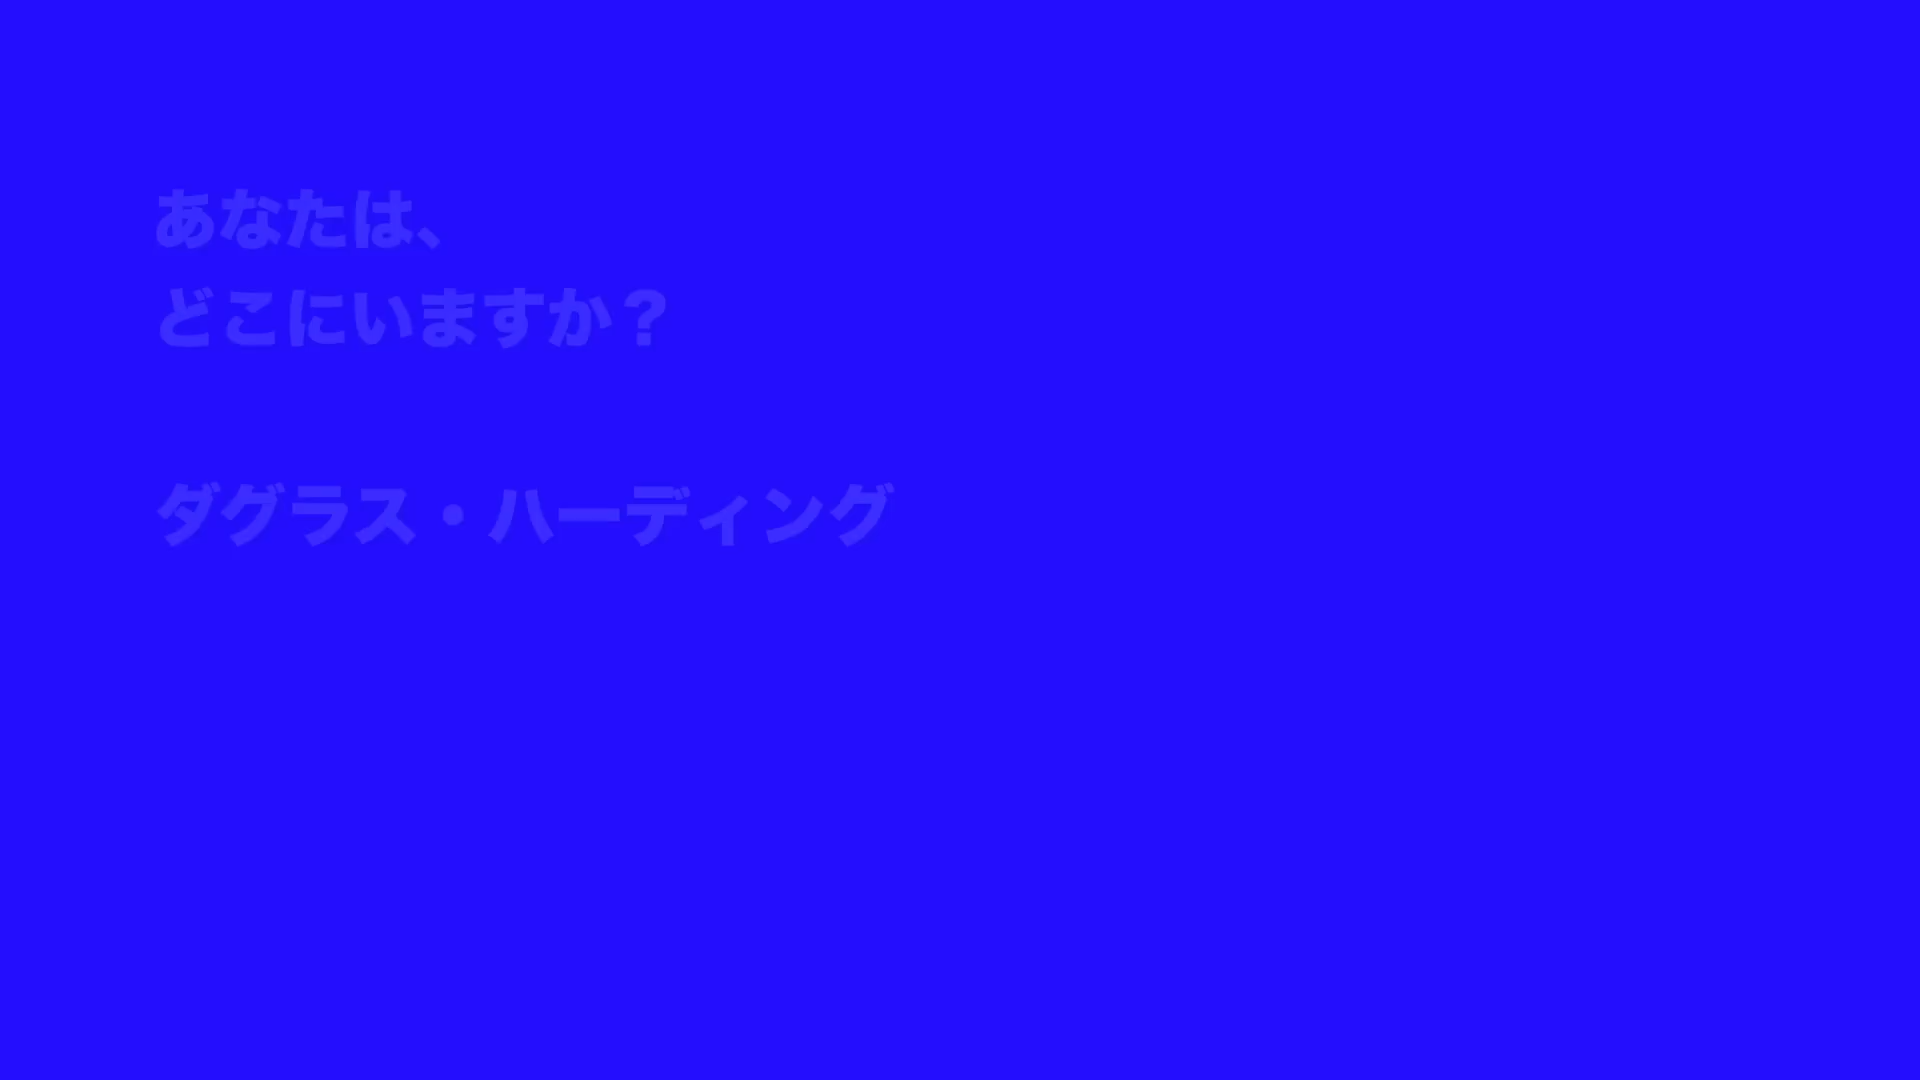 あなたは、
どこにいますか？
ダグラス・ハーディング